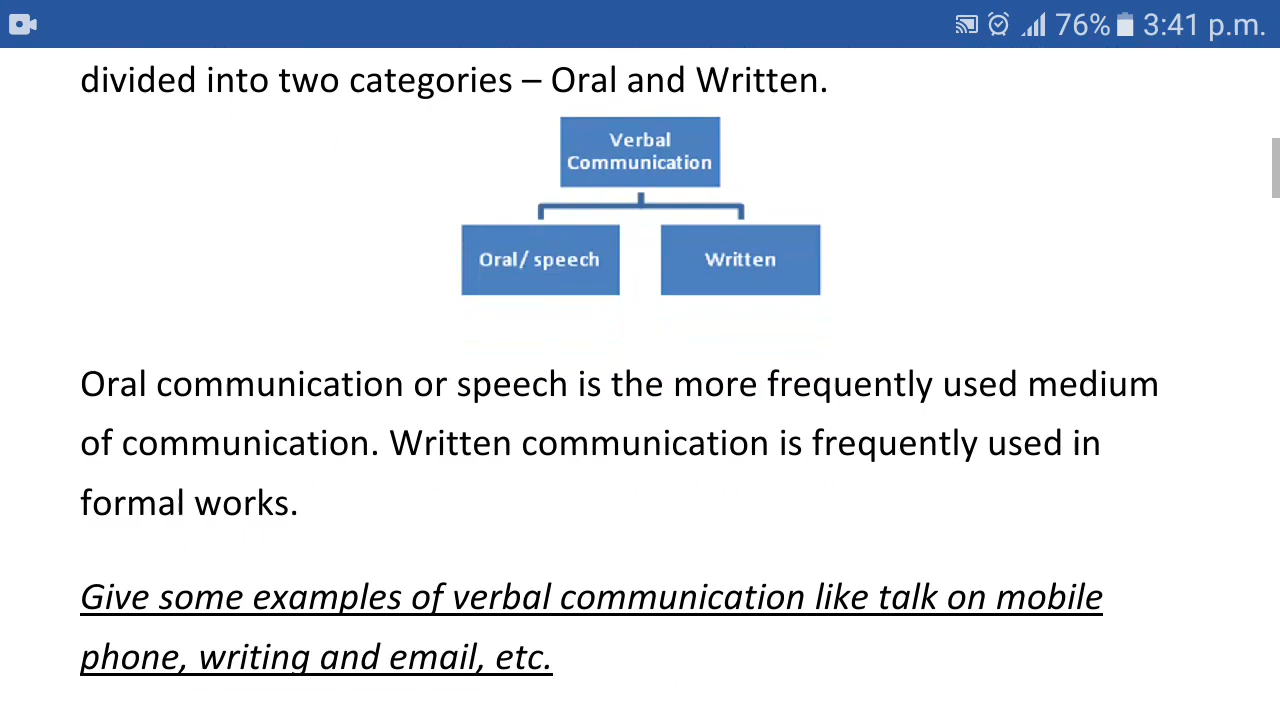 76% 3:41 p.m.
divided into two categories – Oral and Written.
Verbal
Communication
Oral/ speech
Written
Oral communication or speech is the more frequently used medium
of communication. Written communication is frequently used in
formal works.
Give some examples of verbal communication like talk on mobile
phone, writing and email, etc.